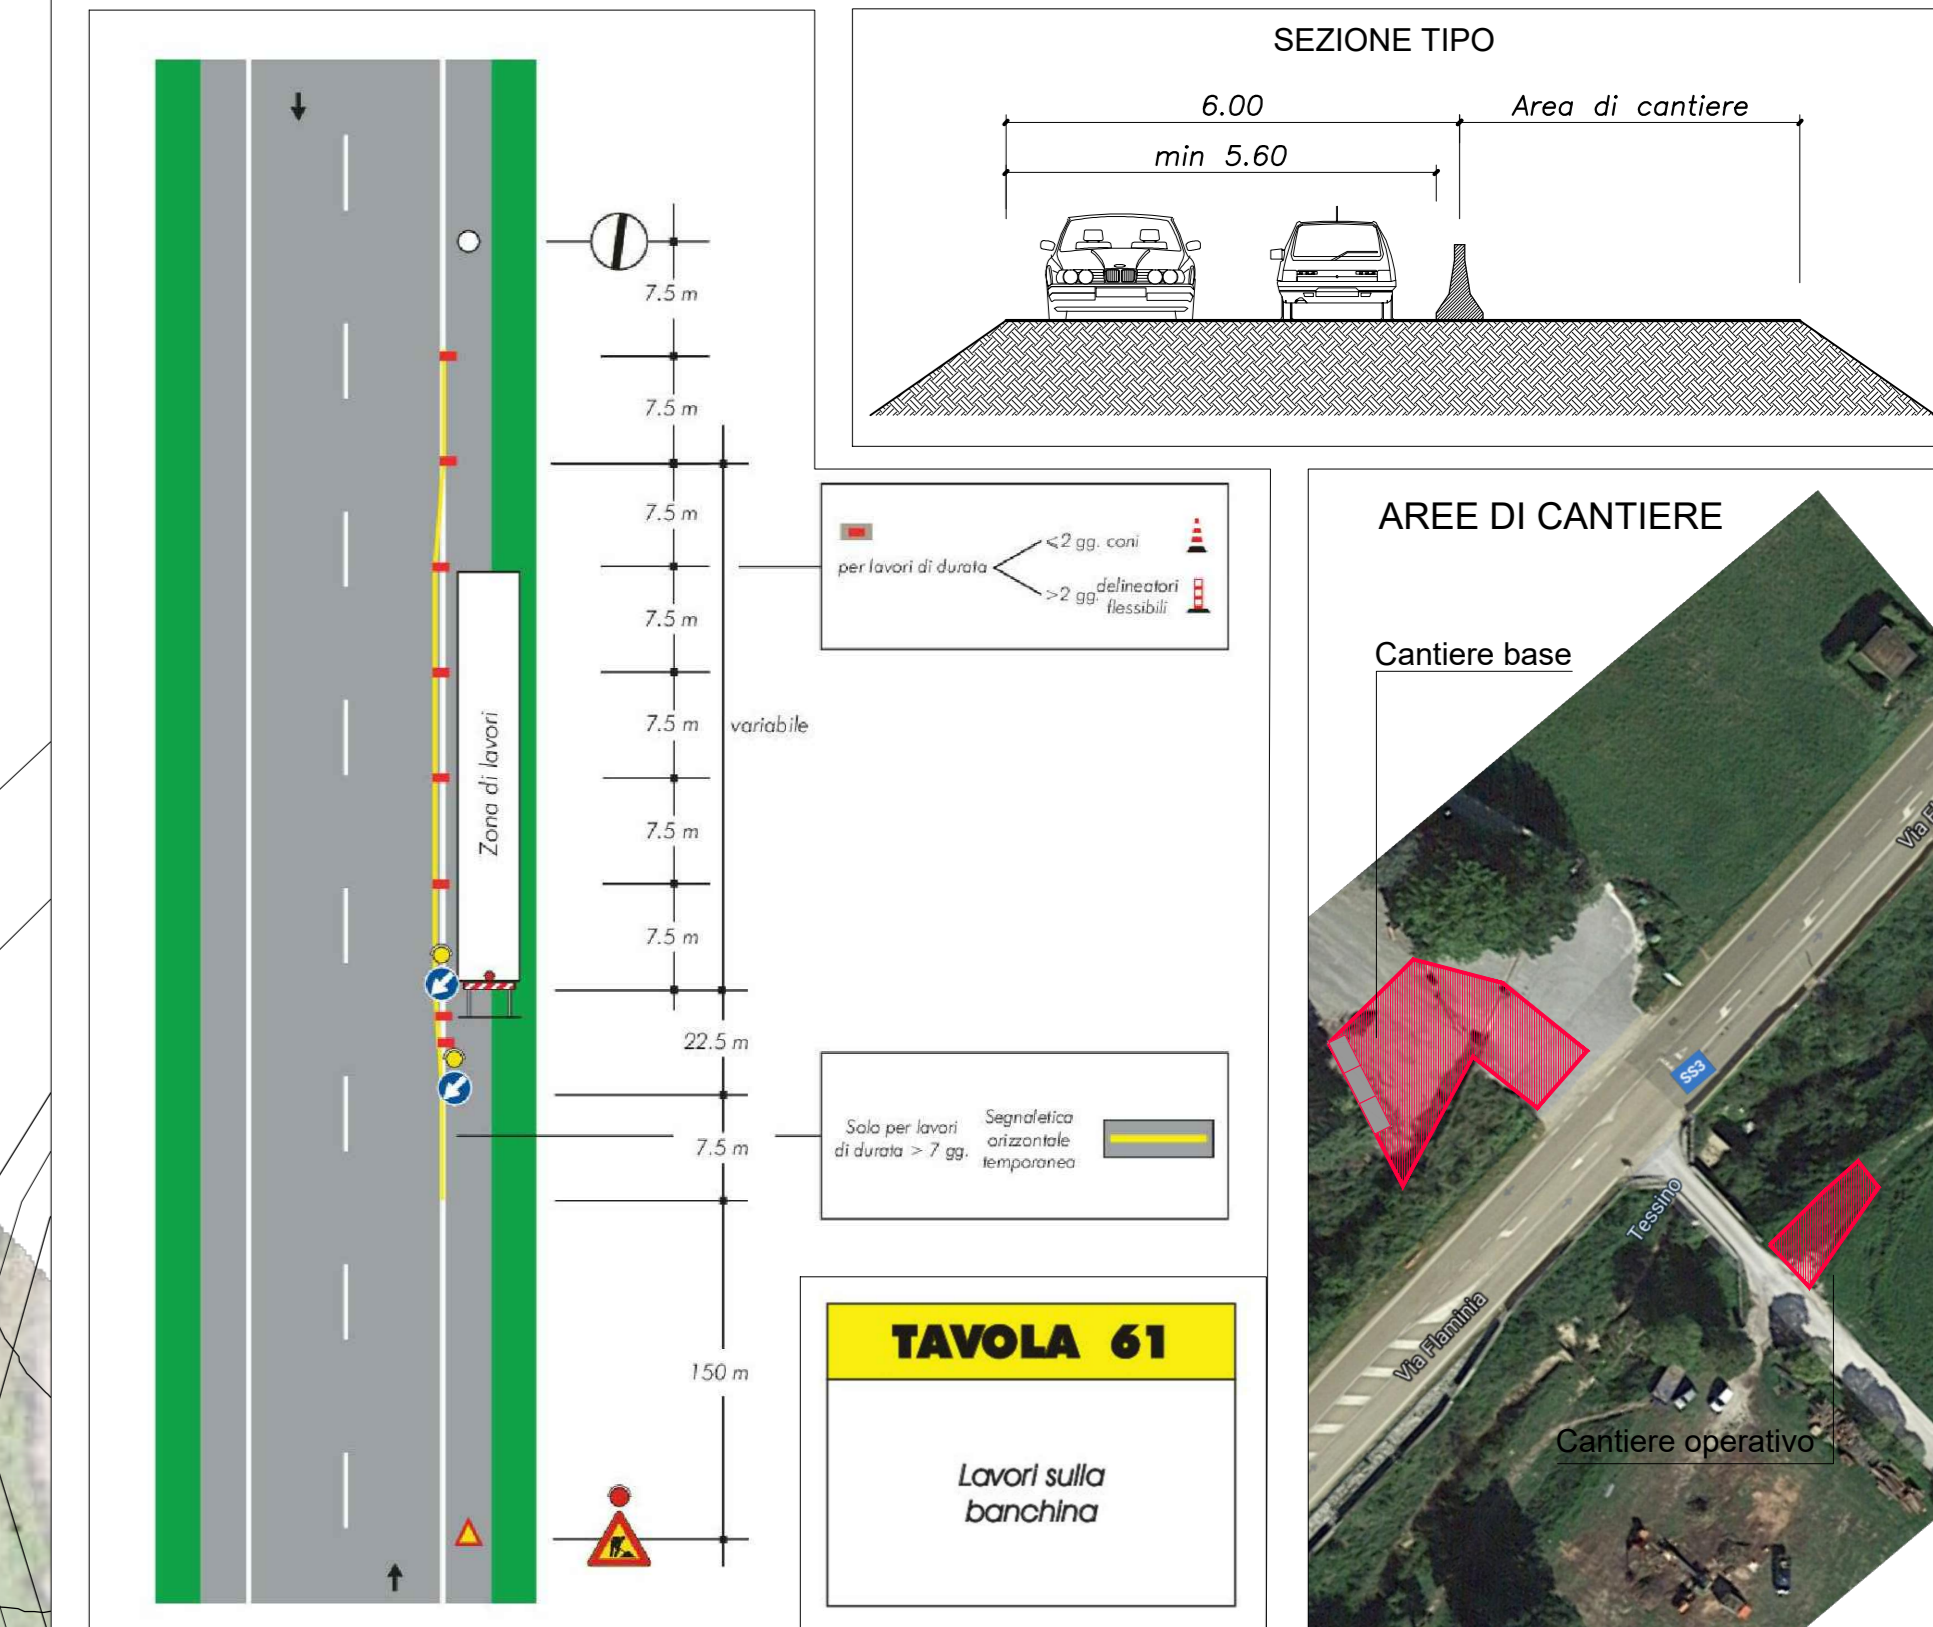 SEZIONE TIPO
6.00
Area di cantiere
min 5.60
7.5 m
7.5 m
7.5 m
7.5 m
7.5 m
7.5 m
7.5 m
variabile
22.5 m
7.5 m
150 m
Zona di lavori
per lavori di durata
<2 gg. coni
>2 gg. delineatori
flessibili
Solo per lavori
di durata > 7 gg.
Segnaletica
orizzontale
temporanea
TAVOLA 61
Lavori sulla
banchina
AREE DI CANTIERE
Cantiere base
SS3
Tessino
Via Flaminia
Cantiere operativo